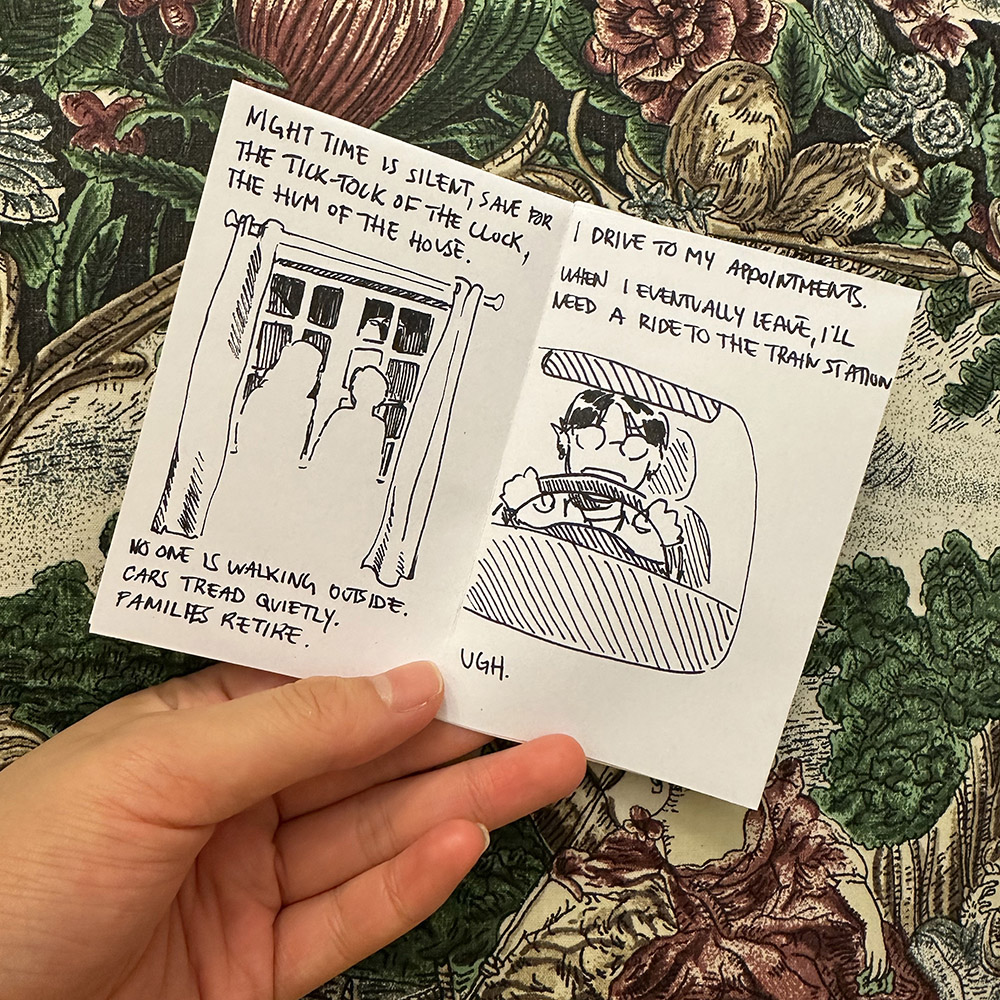 NIGHT TIME IS SILENT, SAVE FOR
THE TICK-TOCK OF THE CLOCK,
THE HUM OF THE HOUSE.
NO ONE IS WALKING OUTSIDE.
CARS TREAD QUIETLY.
FAMILIES RETIRE.
I DRIVE TO MY APPOINTMENTS.
WHEN I EVENTUALLY LEAVE, I'LL
NEED A RIDE TO THE TRAIN STATION
UGH.